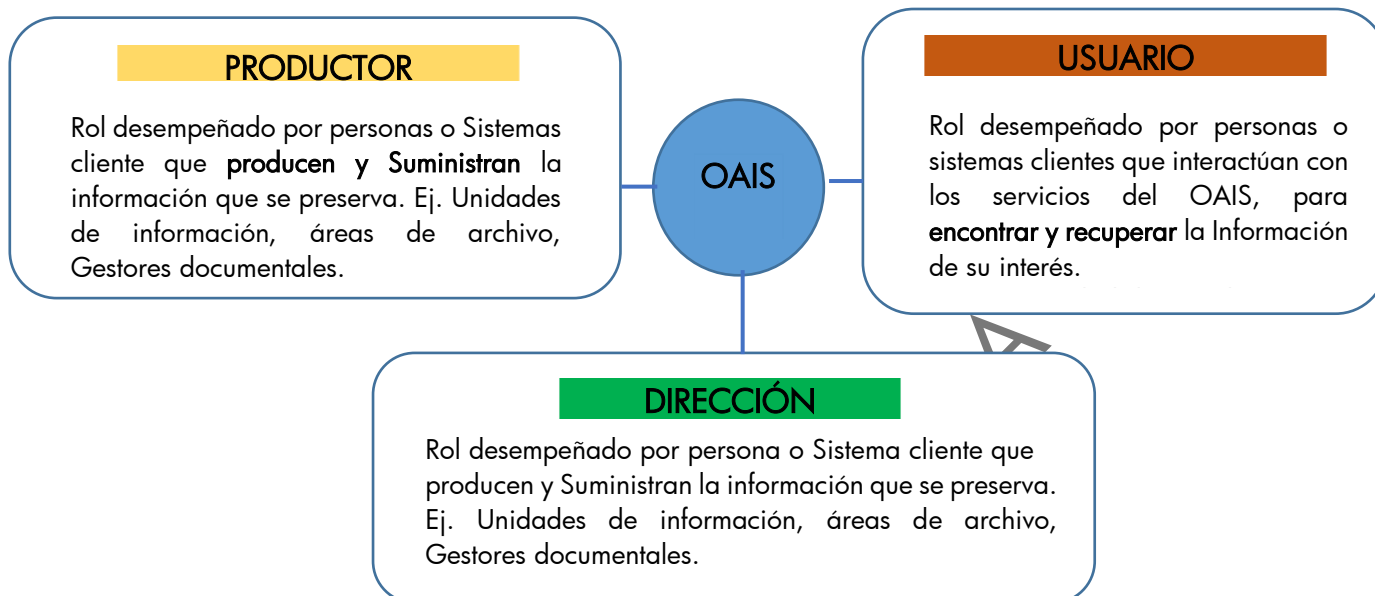 PRODUCTOR
Rol desempeñado por personas o Sistemas
cliente que producen y Suministran la
información que se preserva. Ej. Unidades
de información, áreas de archivo,
Gestores documentales.
OAIS
USUARIO
Rol desempeñado por personas o
sistemas clientes que interactúan con
los servicios del OAIS, para
encontrar y recuperar la Información
de su interés.
A
DIRECCIÓN
Rol desempeñado por persona o Sistema cliente que
producen y Suministran la información que se preserva.
Ej. Unidades de información, áreas de archivo,
Gestores documentales.